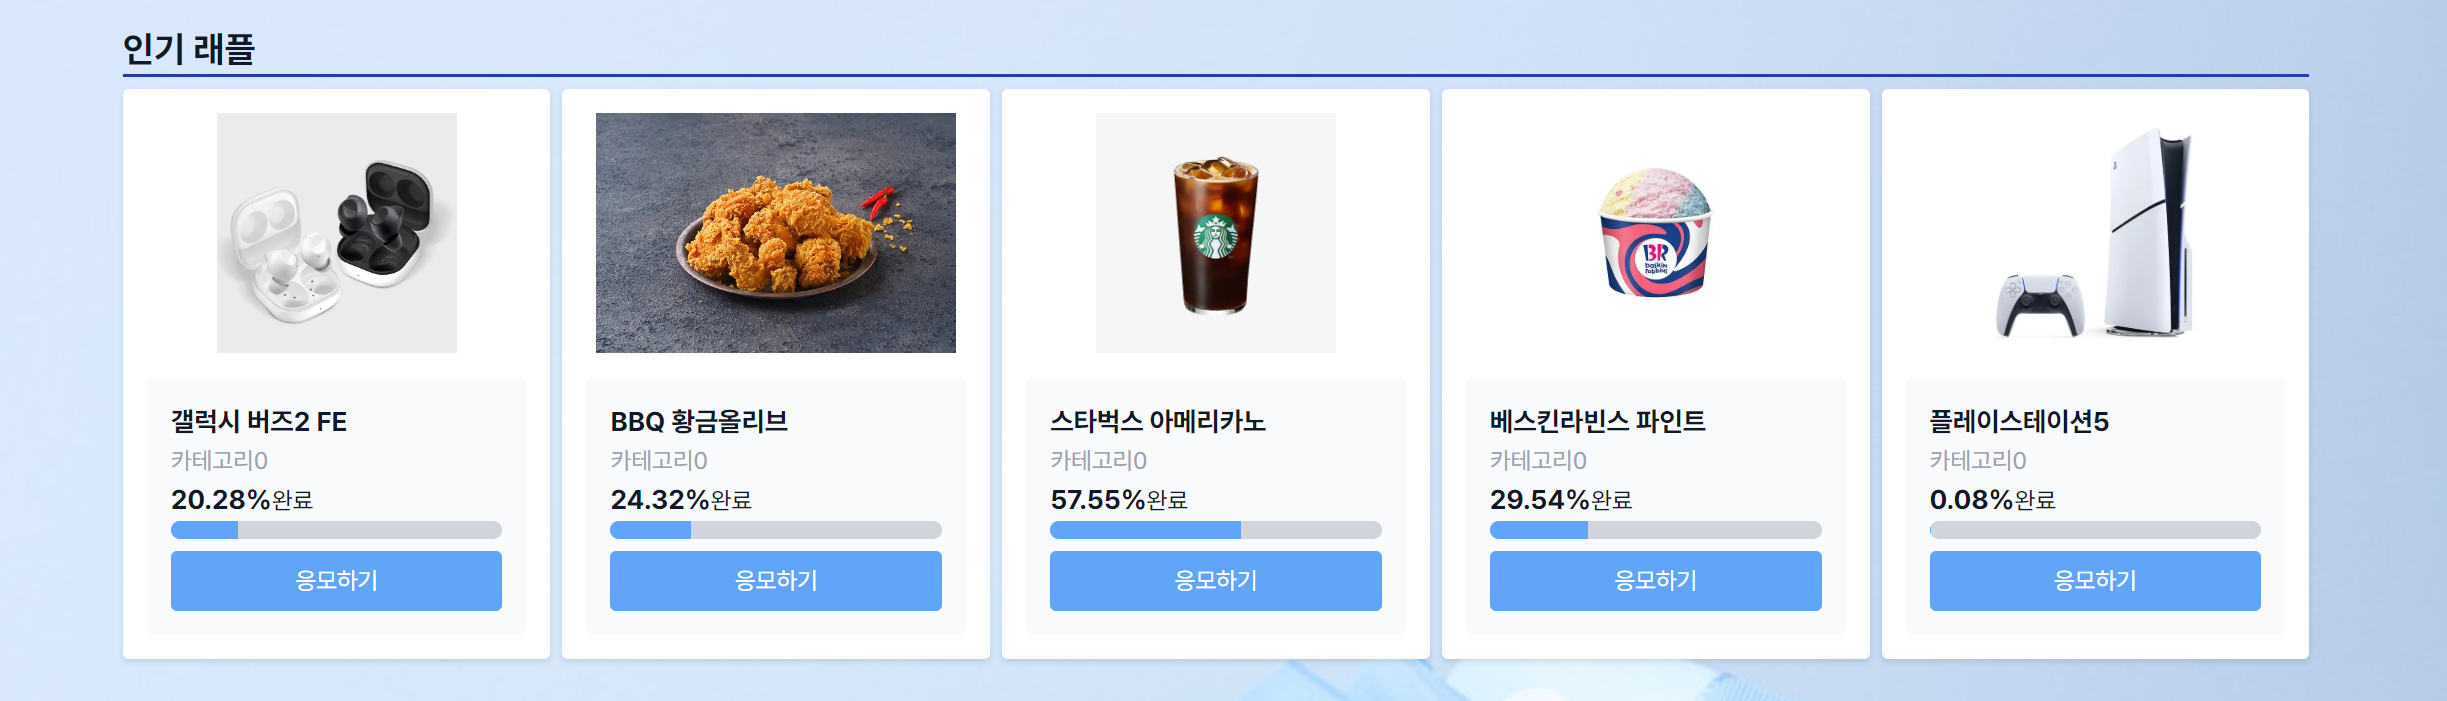 인기 래플
갤럭시 버즈2 FE
카테고리0
20.28%완료
응모하기
BBQ 황금올리브
카테고리0
24.32%완료
응모하기
스타벅스 아메리카노
카테고리0
57.55%완료
응모하기
BR
baskin
robbins
베스킨라빈스 파인트
카테고리0
29.54%완료
응모하기
플레이스테이션5
카테고리0
0.08%완료
응모하기